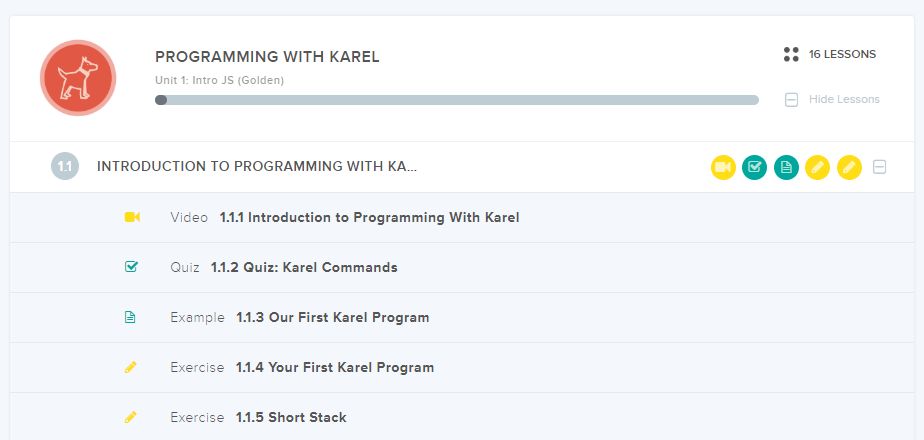 PROGRAMMING WITH KAREL
16 LESSONS
Unit 1: Intro JS (Golden)
Hide Lessons
1.1 INTRODUCTION TO PROGRAMMING WITH KA...
Video 1.1.1 Introduction to Programming With Karel
Quiz 1.1.2 Quiz: Karel Commands
Example 1.1.3 Our First Karel Program
Exercise 1.1.4 Your First Karel Program
Exercise 1.1.5 Short Stack